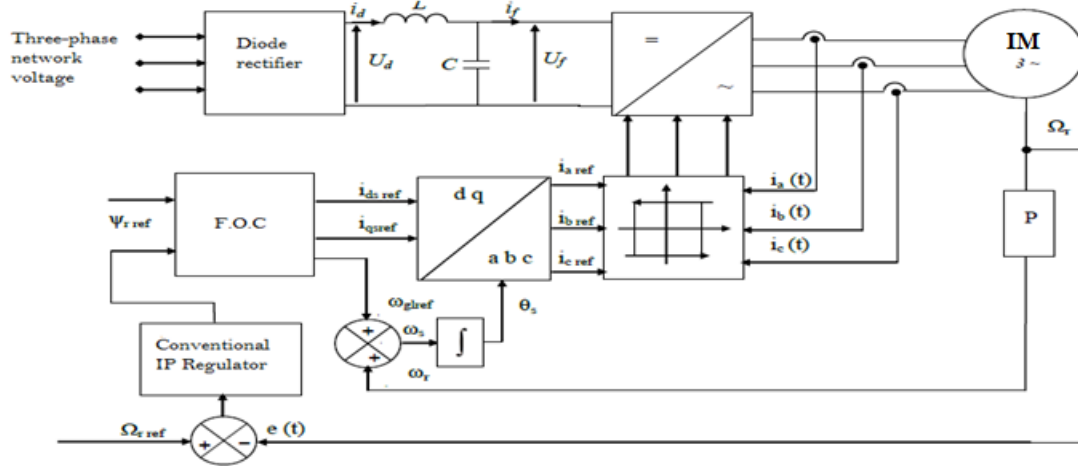 Three-phase
network
voltage
Diode
rectifier
i_d
L
i_f
U_d
C
U_f
=
~
IM
3 ~
Ω_r
Ψ_r ref
F.O.C
i_ds ref
i_qsref
d q
a b c
i_a ref
i_b ref
i_c ref
i_a (t)
i_b (t)
i_c (t)
P
ω_glref
θ_s
+
+
ω_s
∫
ω_r
Conventional
IP Regulator
Ω_r ref
+
−
e (t)